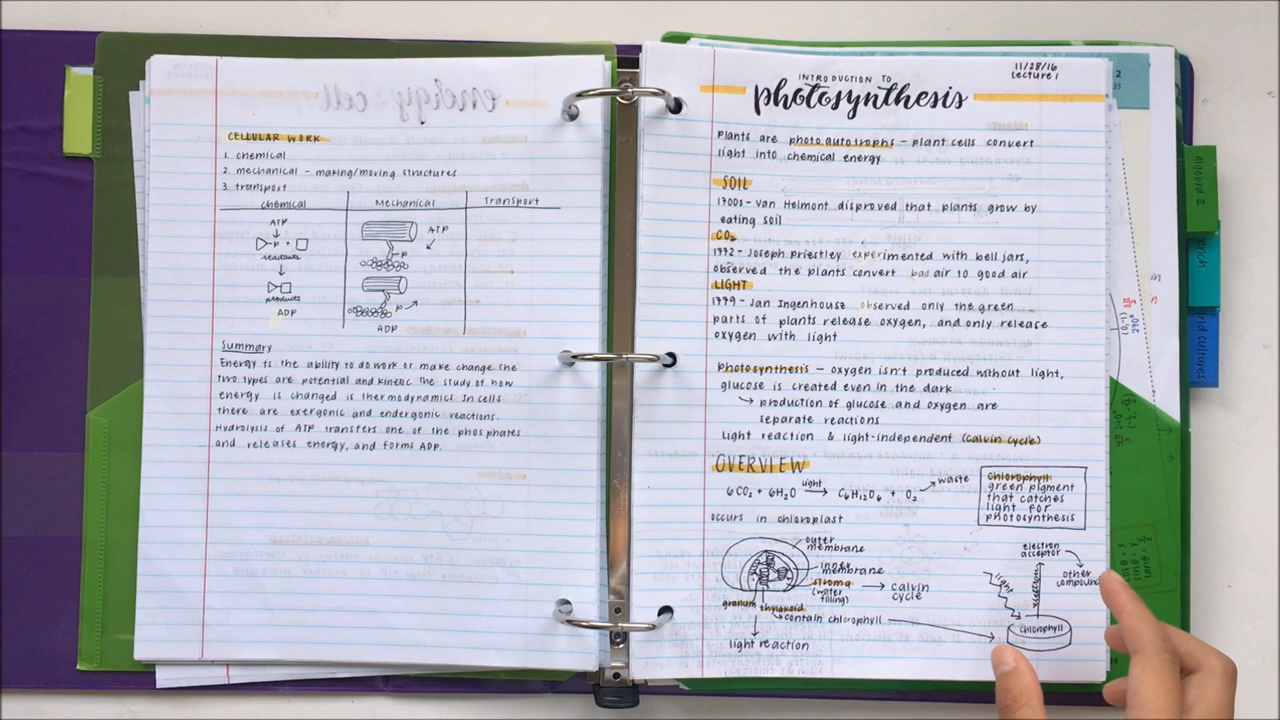 CELLULAR WORK
1. chemical
2. mechanical - making/moving structures
3. transport
chemical Mechanical Transport
ATP
P +
reactants
products
ADP
ATP
P
P
ADP
Summary
Energy is the ability to do work or make change. The
two types are potential and kinetic. The study of how
energy is changed is thermodynamics. In cells
there are exergonic and endergonic reactions.
Hydrolysis of ATP transfers one of the phosphates
and releases energy, and forms ADP.
11/28/16
Lecture 1
INTRODUCTION TO
photosynthesis
Plants are photoautotrophs - plant cells convert
light into chemical energy
SOIL
1700s - Van Helmont disproved that plants grow by
eating soil
CO₂
1772 - Joseph Priestley experimented with bell jars,
observed the plants convert bad air to good air
LIGHT
1779 - Jan Ingenhousz observed only the green
parts of plants release oxygen, and only release
oxygen with light
photosynthesis - oxygen isn't produced without light,
glucose is created even in the dark
↳ production of glucose and oxygen are
separate reactions
Light reaction & light-independent (calvin cycle)
OVERVIEW
6CO₂ + 6H₂O light → C₆H₁₂O₆ + O₂ → waste
chlorophyll
green pigment
that catches
light for
photosynthesis
occurs in chloroplast
outer
membrane
inner
membrane
stroma → calvin
(water cycle
filling)
granum thylakoid
↳ contain chlorophyll
light reaction
electron
acceptor
other
compound
light
electrons
chlorophyll
algebra II